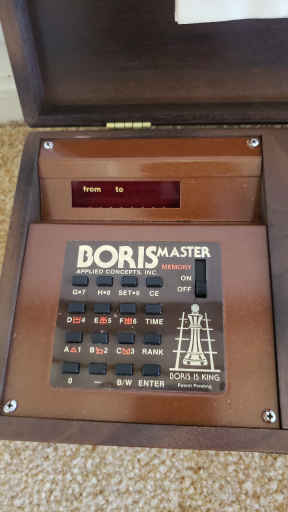 from to
BORIS MASTER
APPLIED CONCEPTS, INC.
MEMORY
ON
OFF
G•7 H•8 SET•9 CE
D 4 E 5 F 6 TIME
A 1 B 2 C 3 RANK
0 — B/W ENTER
BORIS IS KING
Patent Pending